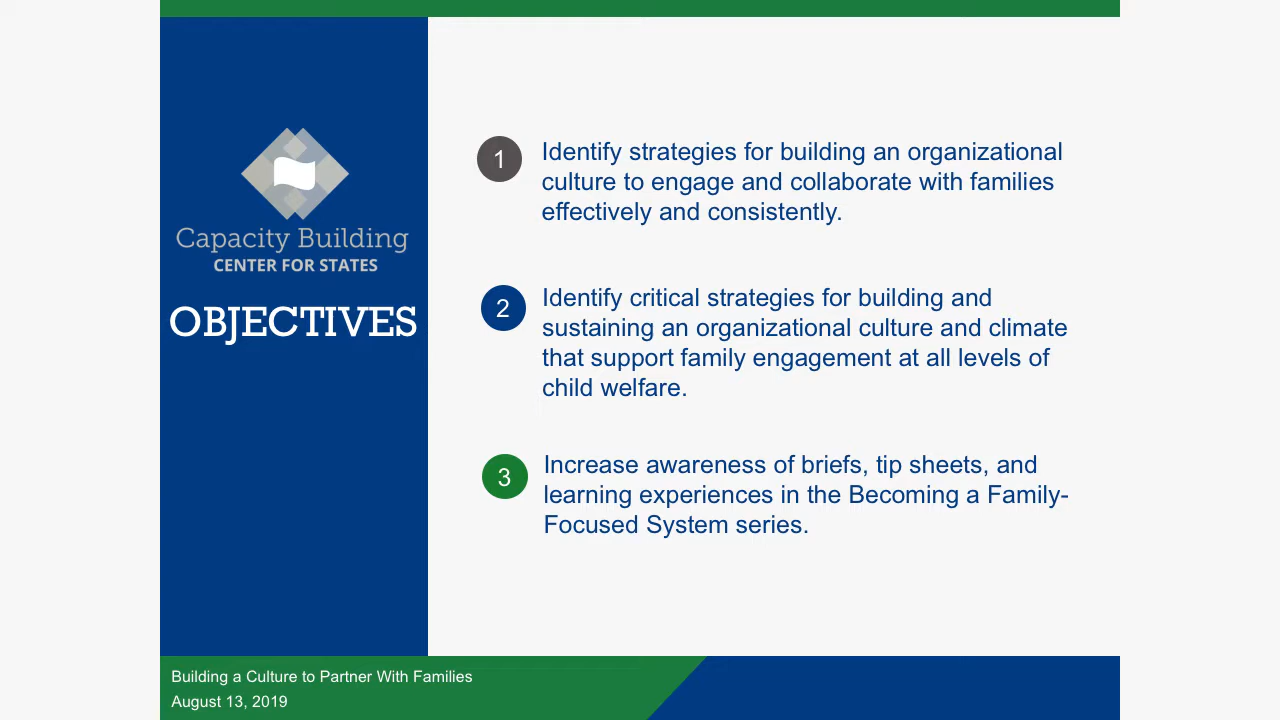 Capacity Building
CENTER FOR STATES
OBJECTIVES
1
Identify strategies for building an organizational
culture to engage and collaborate with families
effectively and consistently.
2
Identify critical strategies for building and
sustaining an organizational culture and climate
that support family engagement at all levels of
child welfare.
3
Increase awareness of briefs, tip sheets, and
learning experiences in the Becoming a Family-
Focused System series.
Building a Culture to Partner With Families
August 13, 2019